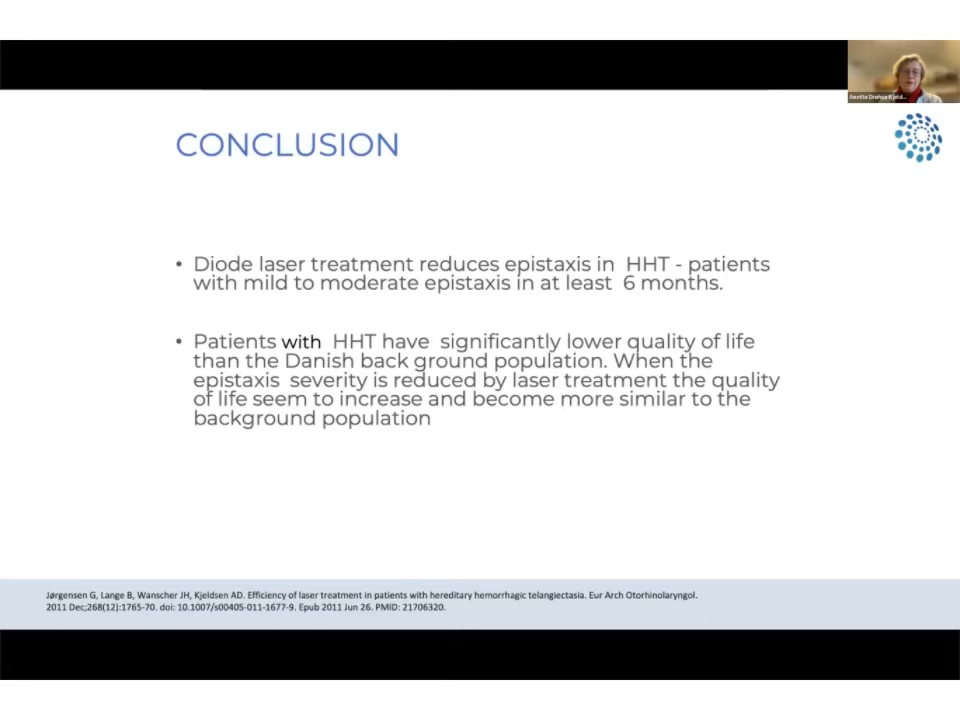 Anette Drøhse Kjeld...
CONCLUSION
• Diode laser treatment reduces epistaxis in HHT - patients
with mild to moderate epistaxis in at least 6 months.
• Patients with HHT have significantly lower quality of life
than the Danish back ground population. When the
epistaxis severity is reduced by laser treatment the quality
of life seem to increase and become more similar to the
background population
Jørgensen G, Lange B, Wanscher JH, Kjeldsen AD. Efficiency of laser treatment in patients with hereditary hemorrhagic telangiectasia. Eur Arch Otorhinolaryngol.
2011 Dec;268(12):1765-70. doi: 10.1007/s00405-011-1677-9. Epub 2011 Jun 26. PMID: 21706320.